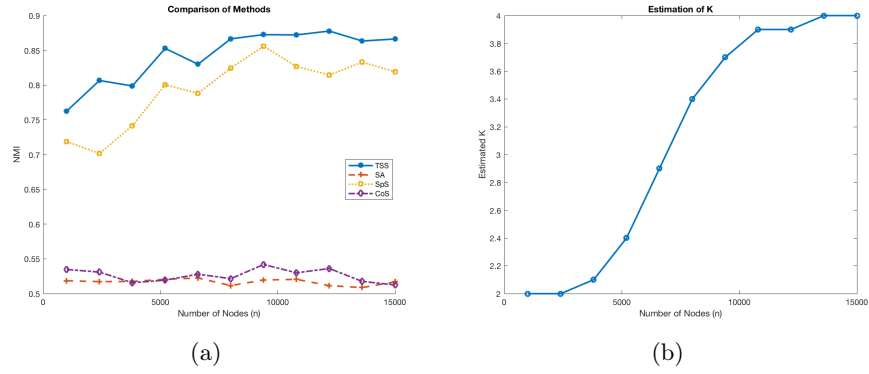 Comparison of Methods
0.9
0.85
0.8
0.75
0.7
0.65
0.6
0.55
0.5
NMI
TSS
SA
SpS
CoS
0 5000 10000 15000
Number of Nodes (n)
(a)
Estimation of K
4
3.8
3.6
3.4
3.2
3
2.8
2.6
2.4
2.2
2
Estimated K
0 5000 10000 15000
Number of Nodes (n)
(b)